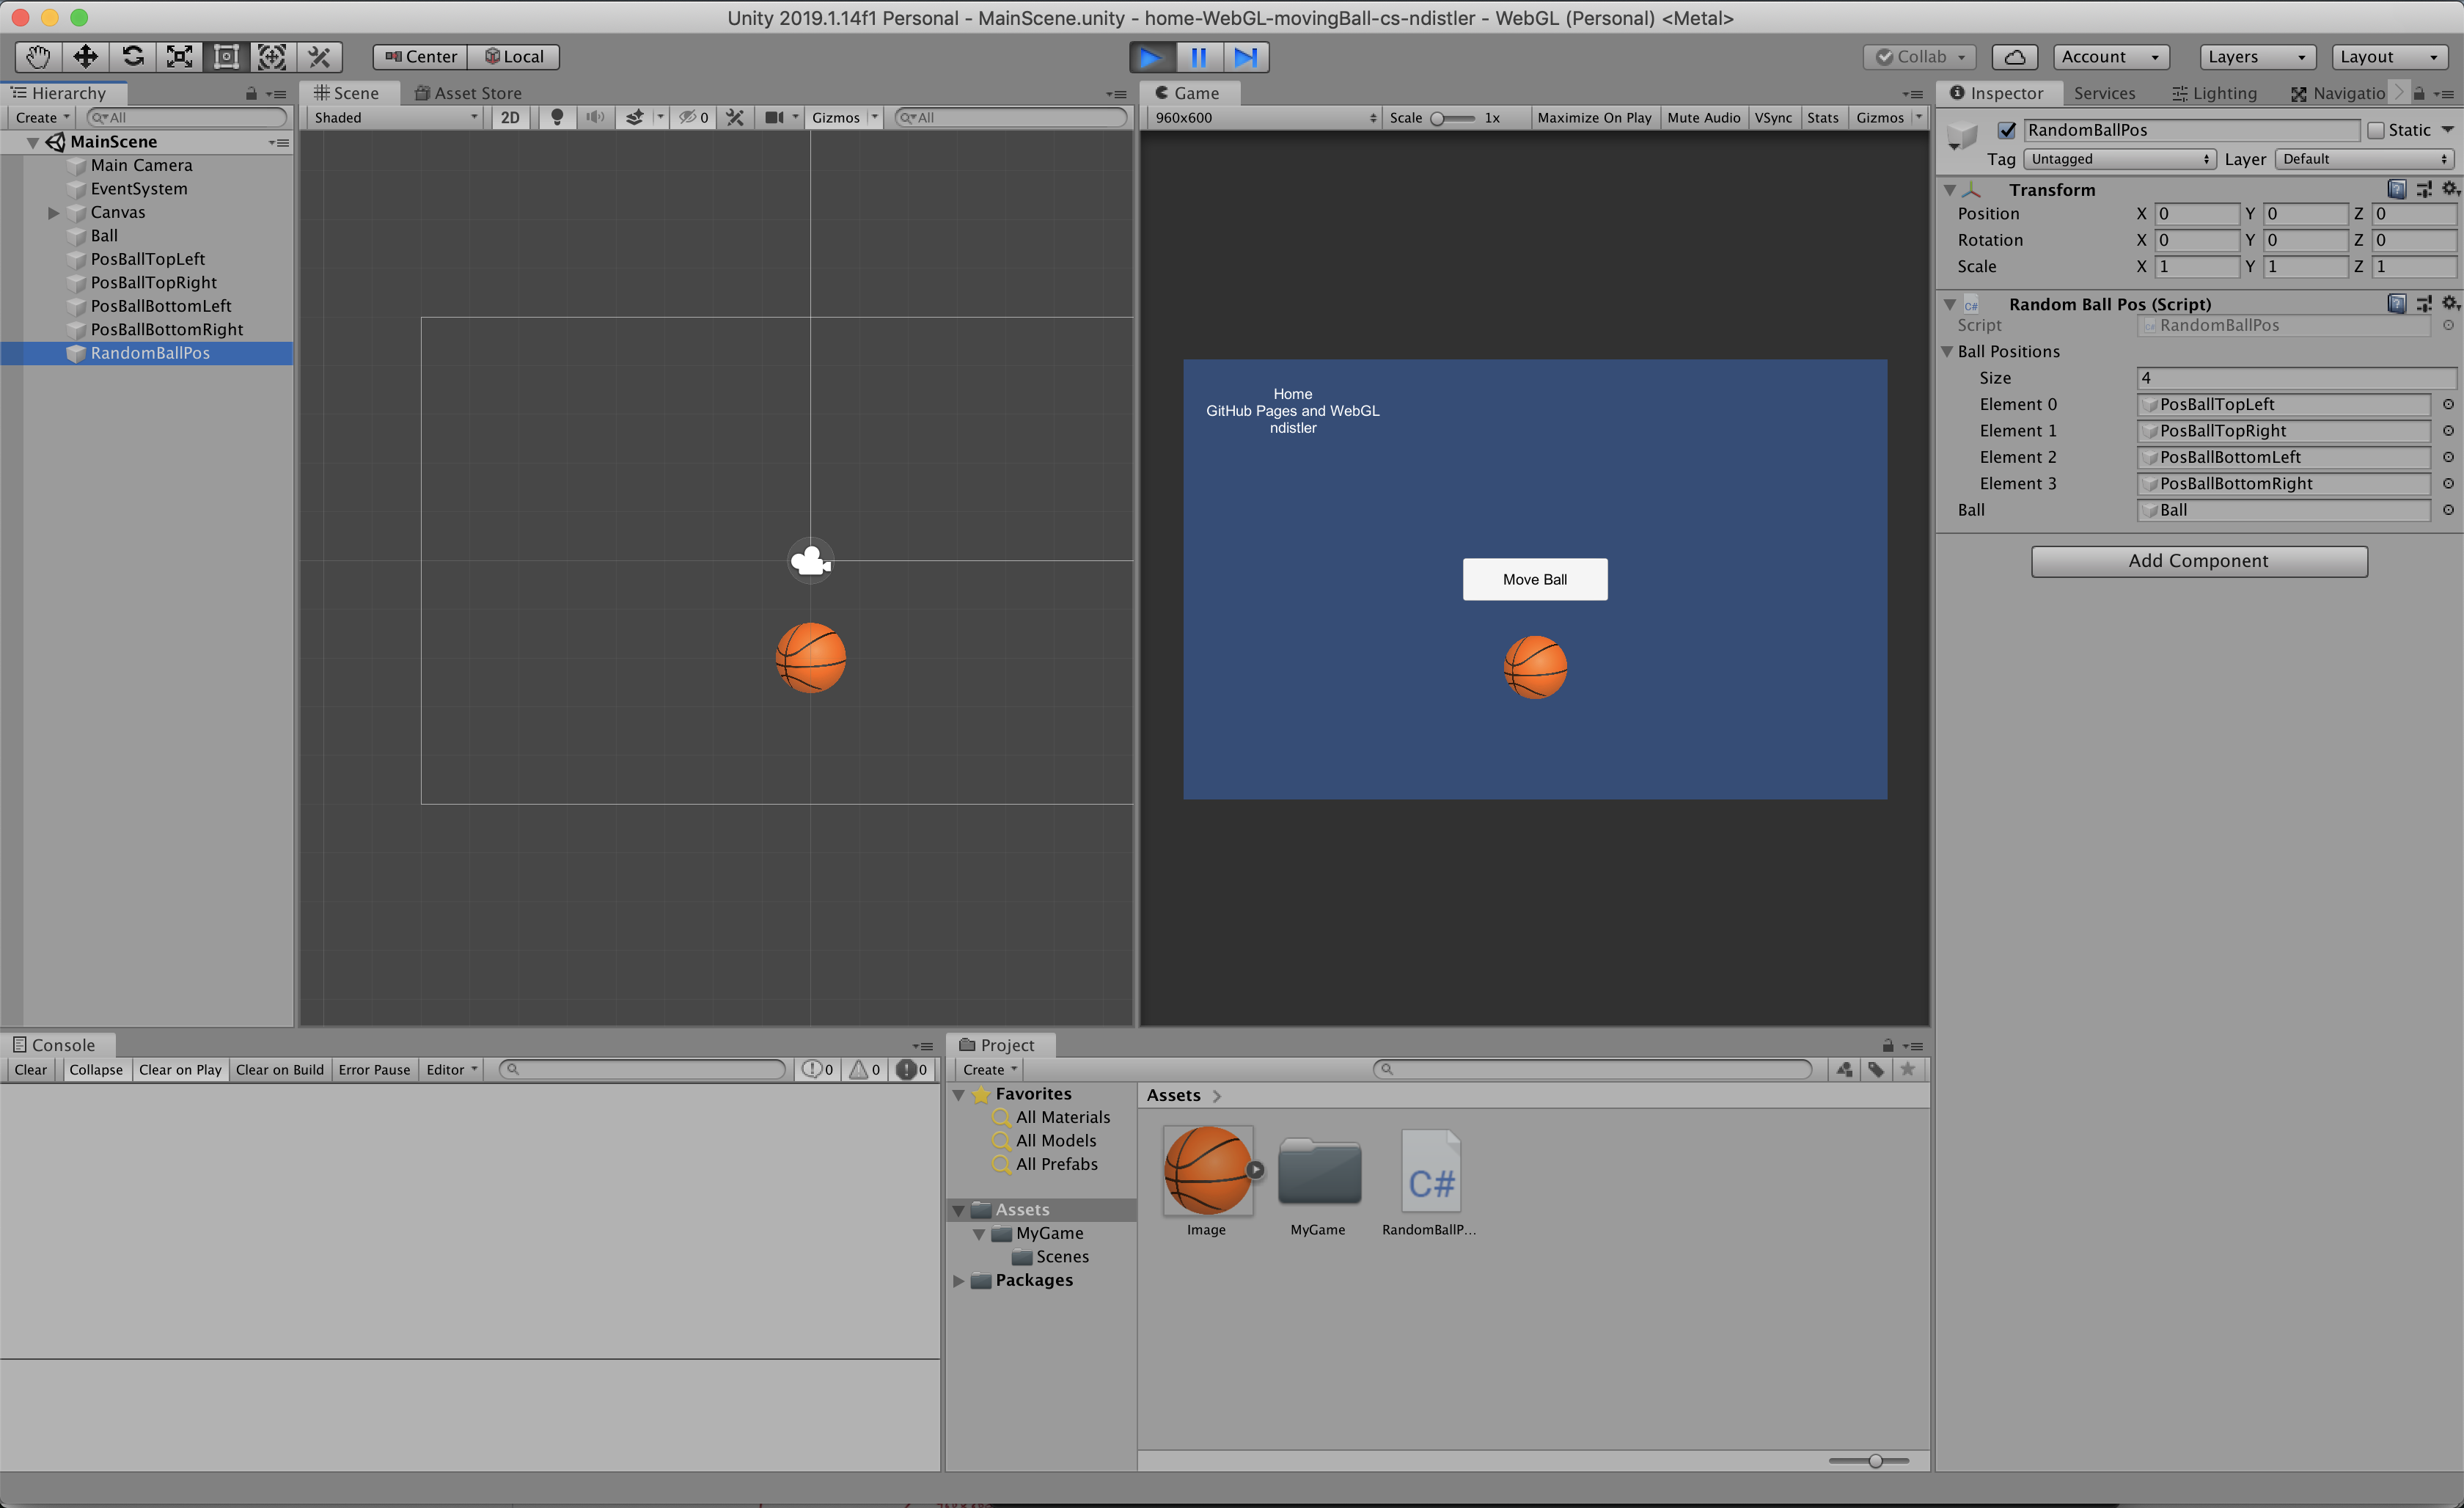 Unity 2019.1.14f1 Personal - MainScene.unity - home-WebGL-movingBall-cs-ndistler - WebGL (Personal) <Metal>
Center Local Collab Account Layers Layout
Hierarchy
Create All
MainScene
Main Camera
EventSystem
Canvas
Ball
PosBallTopLeft
PosBallTopRight
PosBallBottomLeft
PosBallBottomRight
RandomBallPos
Scene Asset Store
Shaded 2D 0 Gizmos All
Game
960x600 Scale 1x Maximize On Play Mute Audio VSync Stats Gizmos
Home
GitHub Pages and WebGL
ndistler
Move Ball
Inspector Services Lighting Navigatio
RandomBallPos Static
Tag Untagged Layer Default
Transform
Position X 0 Y 0 Z 0
Rotation X 0 Y 0 Z 0
Scale X 1 Y 1 Z 1
C# Random Ball Pos (Script)
Script RandomBallPos
Ball Positions
Size 4
Element 0 PosBallTopLeft
Element 1 PosBallTopRight
Element 2 PosBallBottomLeft
Element 3 PosBallBottomRight
Ball Ball
Add Component
Console
Clear Collapse Clear on Play Clear on Build Error Pause Editor 0 0 0
Project
Create
Favorites
All Materials
All Models
All Prefabs
Assets
MyGame
Scenes
Packages
Assets
C#
Image MyGame RandomBallP...